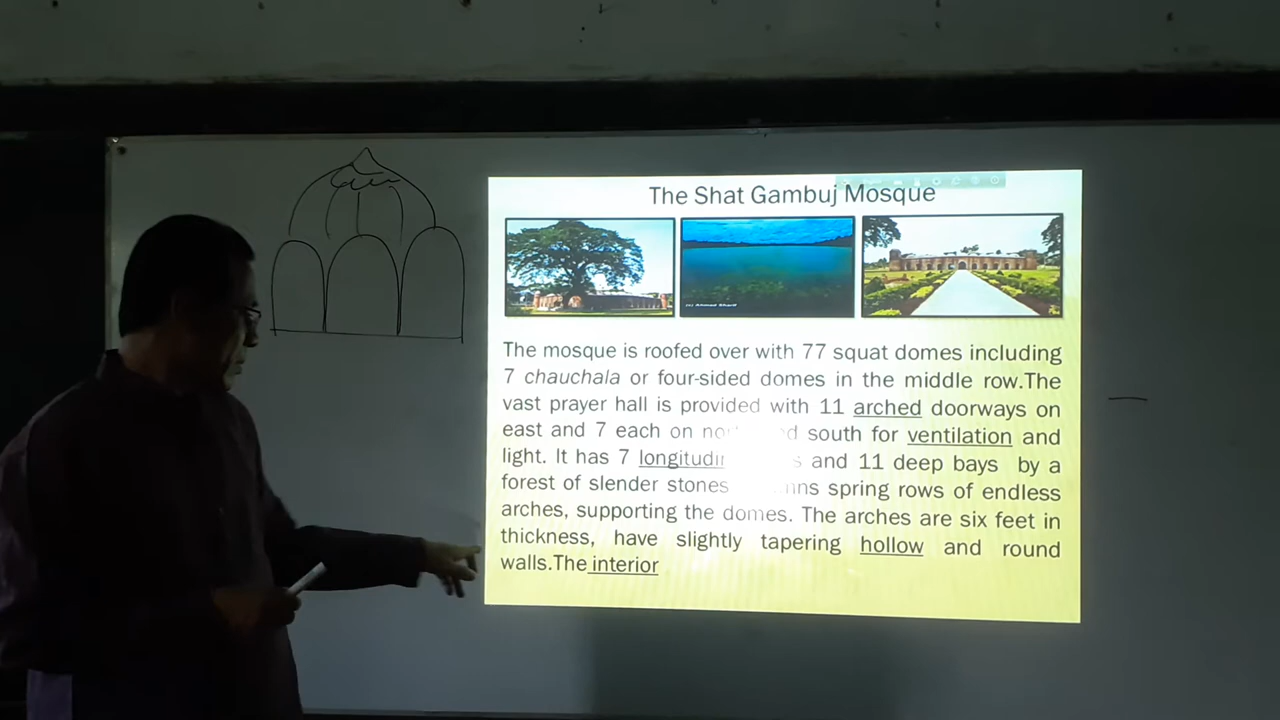 The Shat Gambuj Mosque
The mosque is roofed over with 77 squat domes including
7 chauchala or four-sided domes in the middle row.The
vast prayer hall is provided with 11 arched doorways on
east and 7 each on south for ventilation and
light. It has 7 and 11 deep bays by a
forest of slender stones spring rows of endless
arches, supporting the domes. The arches are six feet in
thickness, have slightly tapering hollow and round
walls.The interior